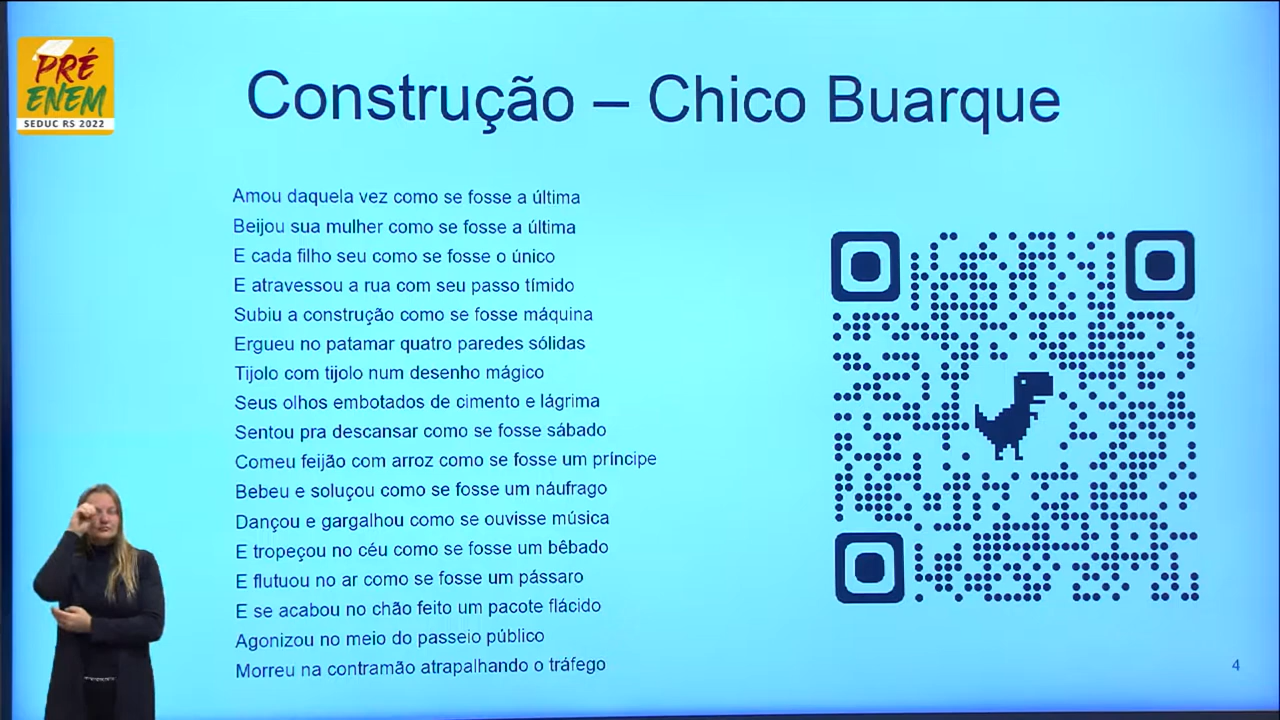 PRÉ
ENEM
SEDUC RS 2022
Construção – Chico Buarque
Amou daquela vez como se fosse a última
Beijou sua mulher como se fosse a última
E cada filho seu como se fosse o único
E atravessou a rua com seu passo tímido
Subiu a construção como se fosse máquina
Ergueu no patamar quatro paredes sólidas
Tijolo com tijolo num desenho mágico
Seus olhos embotados de cimento e lágrima
Sentou pra descansar como se fosse sábado
Comeu feijão com arroz como se fosse um príncipe
Bebeu e soluçou como se fosse um náufrago
Dançou e gargalhou como se ouvisse música
E tropeçou no céu como se fosse um bêbado
E flutuou no ar como se fosse um pássaro
E se acabou no chão feito um pacote flácido
Agonizou no meio do passeio público
Morreu na contramão atrapalhando o tráfego
4